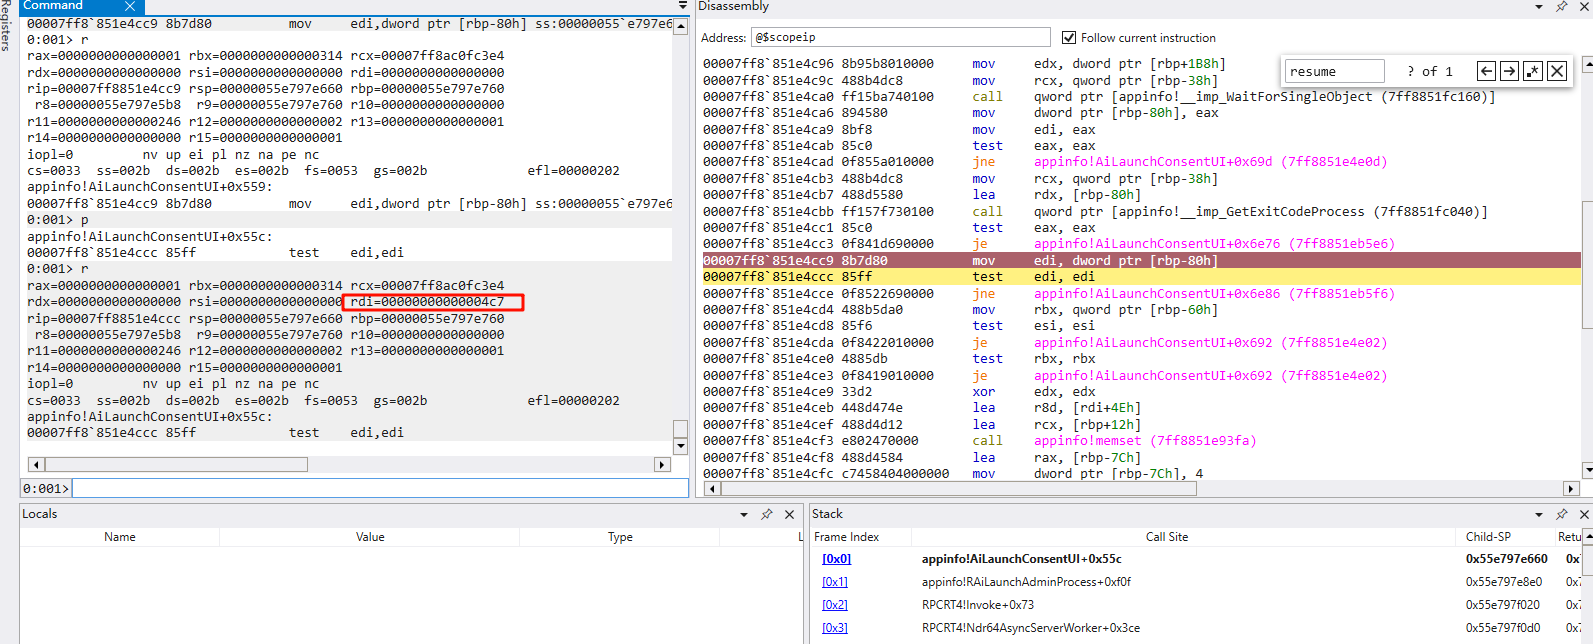 Registers
Command
00007ff8`851e4cc9 8b7d80          mov     edi,dword ptr [rbp-80h] ss:00000055`e797e6
0:001> r
rax=0000000000000001 rbx=0000000000000314 rcx=00007ff8ac0fc3e4
rdx=0000000000000000 rsi=0000000000000000 rdi=0000000000000000
rip=00007ff8851e4cc9 rsp=00000055e797e660 rbp=00000055e797e760
 r8=00000055e797e5b8  r9=00000055e797e760 r10=0000000000000000
r11=0000000000000246 r12=0000000000000002 r13=0000000000000001
r14=0000000000000000 r15=0000000000000001
iopl=0         nv up ei pl nz na pe nc
cs=0033  ss=002b  ds=002b  es=002b  fs=0053  gs=002b             efl=00000202
appinfo!AiLaunchConsentUI+0x559:
00007ff8`851e4cc9 8b7d80          mov     edi,dword ptr [rbp-80h] ss:00000055`e797e6
0:001> p
appinfo!AiLaunchConsentUI+0x55c:
00007ff8`851e4ccc 85ff            test    edi,edi
0:001> r
rax=0000000000000001 rbx=0000000000000314 rcx=00007ff8ac0fc3e4
rdx=0000000000000000 rsi=0000000000000000 rdi=00000000000004c7
rip=00007ff8851e4ccc rsp=00000055e797e660 rbp=00000055e797e760
 r8=00000055e797e5b8  r9=00000055e797e760 r10=0000000000000000
r11=0000000000000246 r12=0000000000000002 r13=0000000000000001
r14=0000000000000000 r15=0000000000000001
iopl=0         nv up ei pl nz na pe nc
cs=0033  ss=002b  ds=002b  es=002b  fs=0053  gs=002b             efl=00000202
appinfo!AiLaunchConsentUI+0x55c:
00007ff8`851e4ccc 85ff            test    edi,edi
0:001>
Disassembly
Address: @$scopeip Follow current instruction
resume ? of 1
00007ff8`851e4c96 8b95b8010000    mov     edx, dword ptr [rbp+1B8h]
00007ff8`851e4c9c 488b4dc8        mov     rcx, qword ptr [rbp-38h]
00007ff8`851e4ca0 ff15ba740100    call    qword ptr [appinfo!__imp_WaitForSingleObject (7ff8851fc160)]
00007ff8`851e4ca6 894580          mov     dword ptr [rbp-80h], eax
00007ff8`851e4ca9 8bf8            mov     edi, eax
00007ff8`851e4cab 85c0            test    eax, eax
00007ff8`851e4cad 0f855a010000    jne     appinfo!AiLaunchConsentUI+0x69d (7ff8851e4e0d)
00007ff8`851e4cb3 488b4dc8        mov     rcx, qword ptr [rbp-38h]
00007ff8`851e4cb7 488d5580        lea     rdx, [rbp-80h]
00007ff8`851e4cbb ff157f730100    call    qword ptr [appinfo!__imp_GetExitCodeProcess (7ff8851fc040)]
00007ff8`851e4cc1 85c0            test    eax, eax
00007ff8`851e4cc3 0f841d690000    je      appinfo!AiLaunchConsentUI+0x6e76 (7ff8851eb5e6)
00007ff8`851e4cc9 8b7d80          mov     edi, dword ptr [rbp-80h]
00007ff8`851e4ccc 85ff            test    edi, edi
00007ff8`851e4cce 0f8522690000    jne     appinfo!AiLaunchConsentUI+0x6e86 (7ff8851eb5f6)
00007ff8`851e4cd4 488b5da0        mov     rbx, qword ptr [rbp-60h]
00007ff8`851e4cd8 85f6            test    esi, esi
00007ff8`851e4cda 0f8422010000    je      appinfo!AiLaunchConsentUI+0x692 (7ff8851e4e02)
00007ff8`851e4ce0 4885db          test    rbx, rbx
00007ff8`851e4ce3 0f8419010000    je      appinfo!AiLaunchConsentUI+0x692 (7ff8851e4e02)
00007ff8`851e4ce9 33d2            xor     edx, edx
00007ff8`851e4ceb 448d474e        lea     r8d, [rdi+4Eh]
00007ff8`851e4cef 488d4d12        lea     rcx, [rbp+12h]
00007ff8`851e4cf3 e802470000      call    appinfo!memset (7ff8851e93fa)
00007ff8`851e4cf8 488d4584        lea     rax, [rbp-7Ch]
00007ff8`851e4cfc c7458404000000  mov     dword ptr [rbp-7Ch], 4
Locals
Name Value Type
Stack
Frame Index Call Site Child-SP Retu
[0x0] appinfo!AiLaunchConsentUI+0x55c 0x55e797e660
[0x1] appinfo!RAiLaunchAdminProcess+0xf0f 0x55e797e8e0
[0x2] RPCRT4!Invoke+0x73 0x55e797f020
[0x3] RPCRT4!Ndr64AsyncServerWorker+0x3ce 0x55e797f0d0